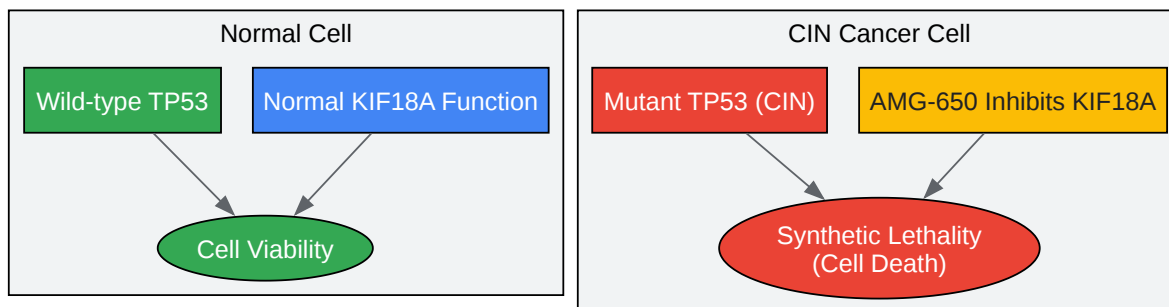 Normal Cell
Wild-type TP53
Normal KIF18A Function
Cell Viability
CIN Cancer Cell
Mutant TP53 (CIN)
AMG-650 Inhibits KIF18A
Synthetic Lethality
(Cell Death)